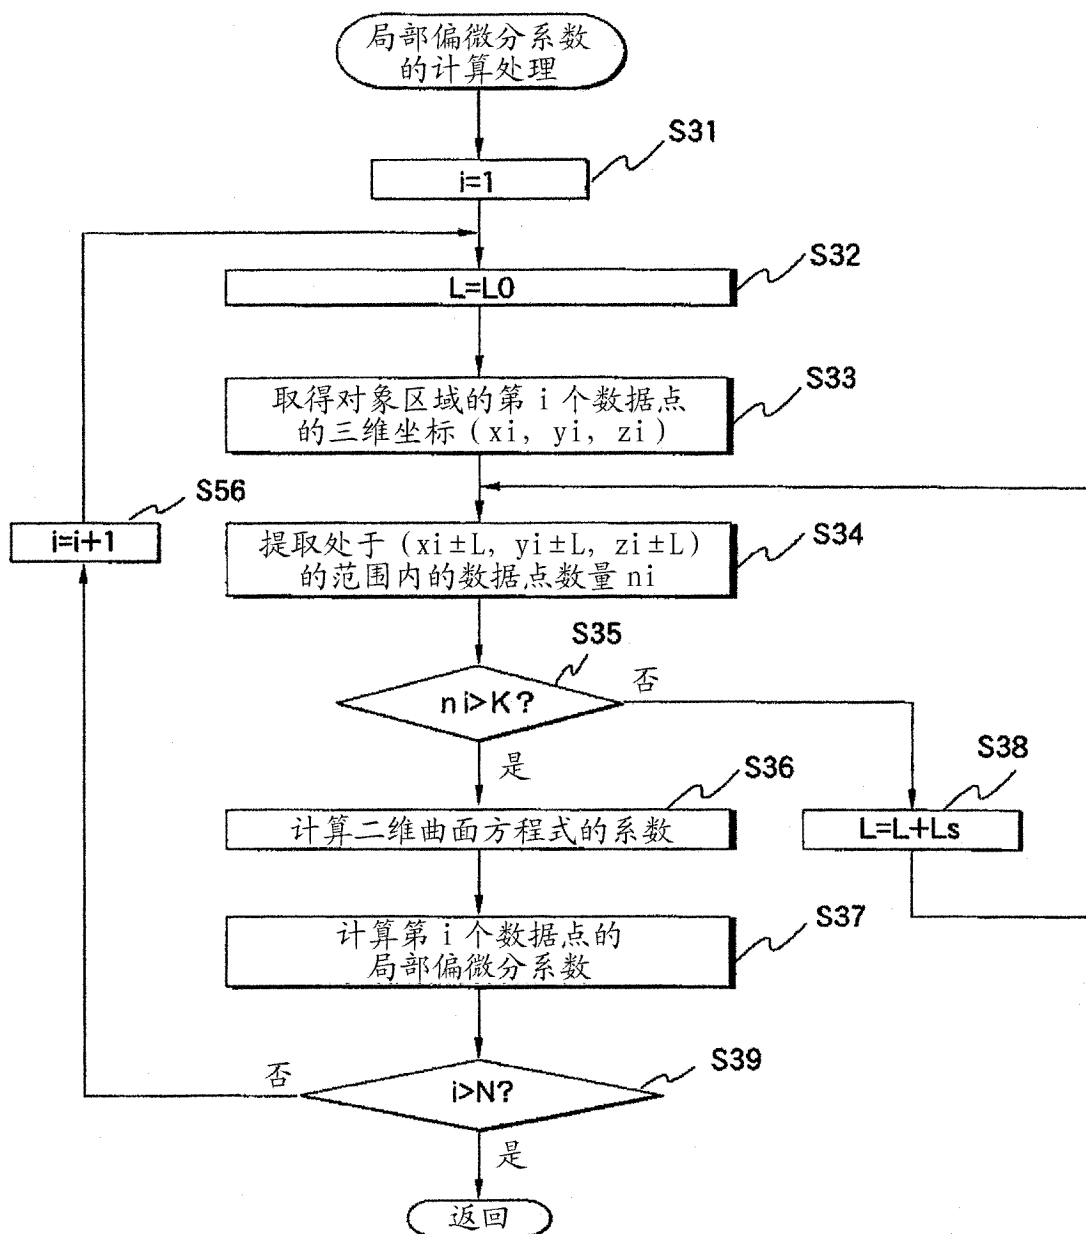 局部偏微分系数
的计算处理
S31
i=1
S32
L=L0
S33
取得对象区域的第 i 个数据点
的三维坐标（xi, yi, zi）
S56
i=i+1
S34
提取处于（xi±L, yi±L, zi±L）
的范围内的数据点数量 ni
S35
ni>K?
否
是
S36
计算二维曲面方程式的系数
S38
L=L+Ls
S37
计算第 i 个数据点的
局部偏微分系数
S39
i>N?
否
是
返回